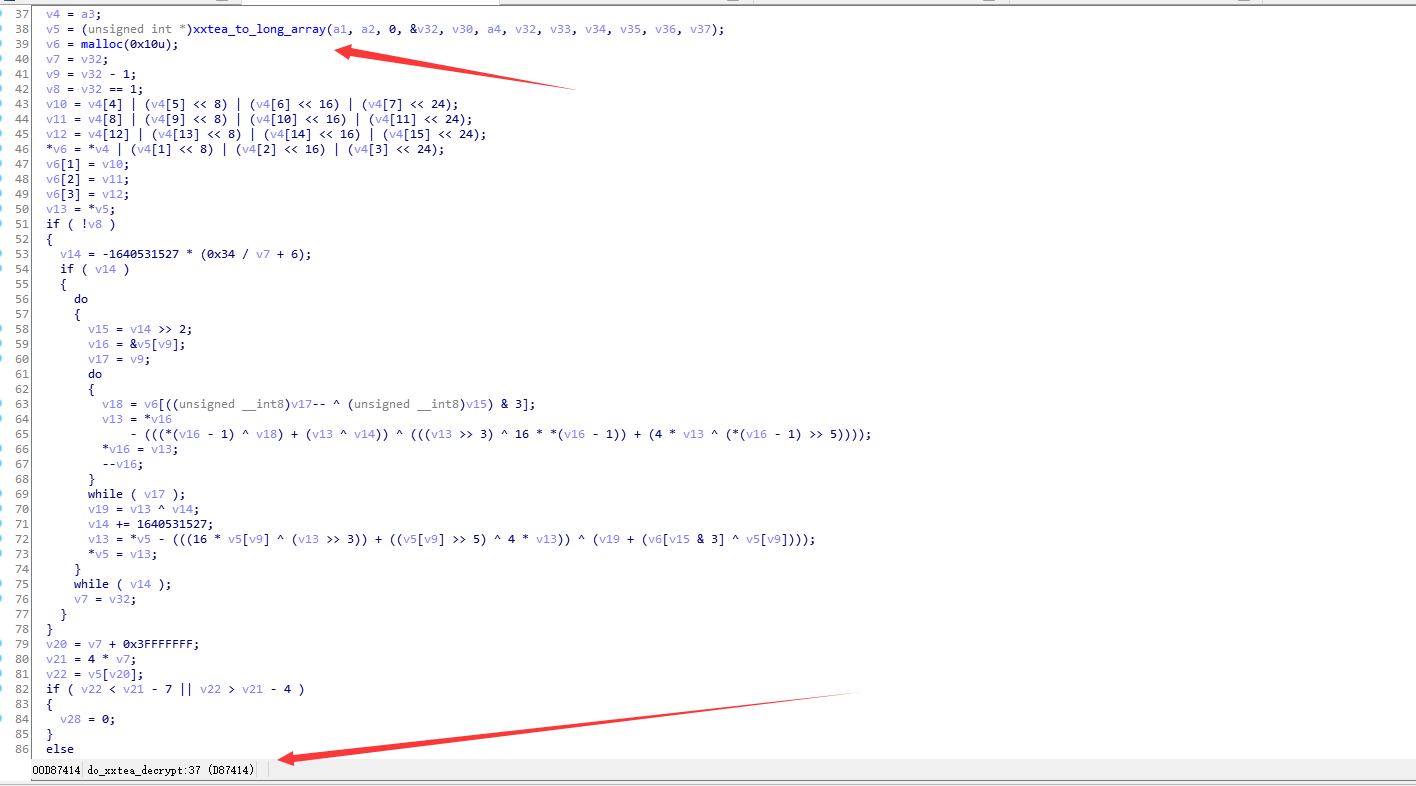 37 v4 = a3;
38 v5 = (unsigned int *)xxtea_to_long_array(a1, a2, 0, &v32, v30, a4, v32, v33, v34, v35, v36, v37);
39 v6 = malloc(0x10u);
40 v7 = v32;
41 v9 = v32 - 1;
42 v8 = v32 == 1;
43 v10 = v4[4] | (v4[5] << 8) | (v4[6] << 16) | (v4[7] << 24);
44 v11 = v4[8] | (v4[9] << 8) | (v4[10] << 16) | (v4[11] << 24);
45 v12 = v4[12] | (v4[13] << 8) | (v4[14] << 16) | (v4[15] << 24);
46 *v6 = *v4 | (v4[1] << 8) | (v4[2] << 16) | (v4[3] << 24);
47 v6[1] = v10;
48 v6[2] = v11;
49 v6[3] = v12;
50 v13 = *v5;
51 if ( !v8 )
52 {
53 v14 = -1640531527 * (0x34 / v7 + 6);
54 if ( v14 )
55 {
56 do
57 {
58 v15 = v14 >> 2;
59 v16 = &v5[v9];
60 v17 = v9;
61 do
62 {
63 v18 = v6[((unsigned __int8)v17-- ^ (unsigned __int8)v15) & 3];
64 v13 = *v16
65 - (((*(v16 - 1) ^ v18) + (v13 ^ v14)) ^ (((v13 >> 3) ^ 16 * *(v16 - 1)) + (4 * v13 ^ (*(v16 - 1) >> 5))));
66 *v16 = v13;
67 --v16;
68 }
69 while ( v17 );
70 v19 = v13 ^ v14;
71 v14 += 1640531527;
72 v13 = *v5 - (((16 * v5[v9] ^ (v13 >> 3)) + ((v5[v9] >> 5) ^ 4 * v13)) ^ (v19 + (v6[v15 & 3] ^ v5[v9])));
73 *v5 = v13;
74 }
75 while ( v14 );
76 v7 = v32;
77 }
78 }
79 v20 = v7 + 0x3FFFFFFF;
80 v21 = 4 * v7;
81 v22 = v5[v20];
82 if ( v22 < v21 - 7 || v22 > v21 - 4 )
83 {
84 v28 = 0;
85 }
86 else
00D87414 do_xxtea_decrypt:37 (D87414)